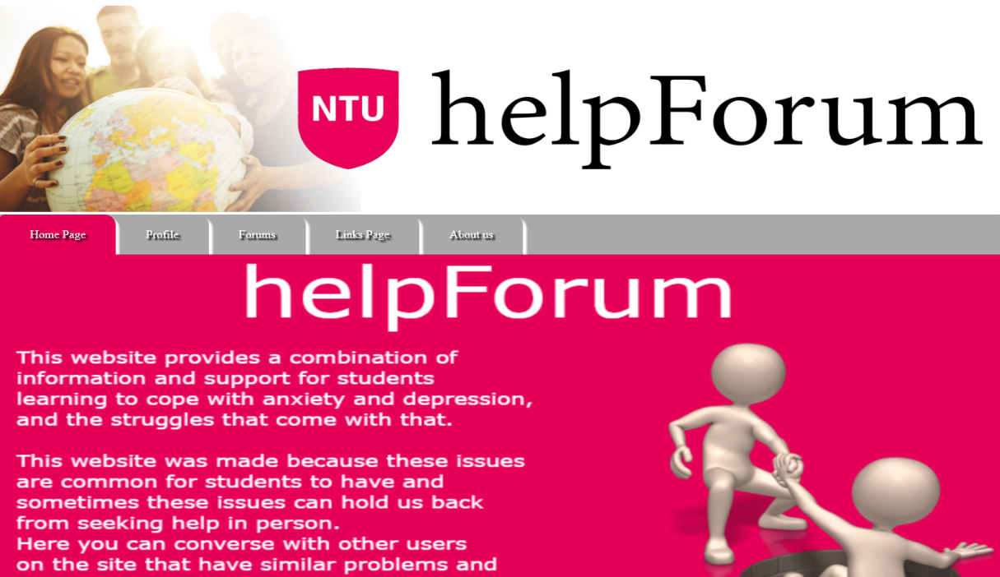 NTU
helpForum
Home Page
Profile
Forums
Links Page
About us
helpForum
This website provides a combination of
information and support for students
learning to cope with anxiety and depression,
and the struggles that come with that.
This website was made because these issues
are common for students to have and
sometimes these issues can hold us back
from seeking help in person.
Here you can converse with other users
on the site that have similar problems and